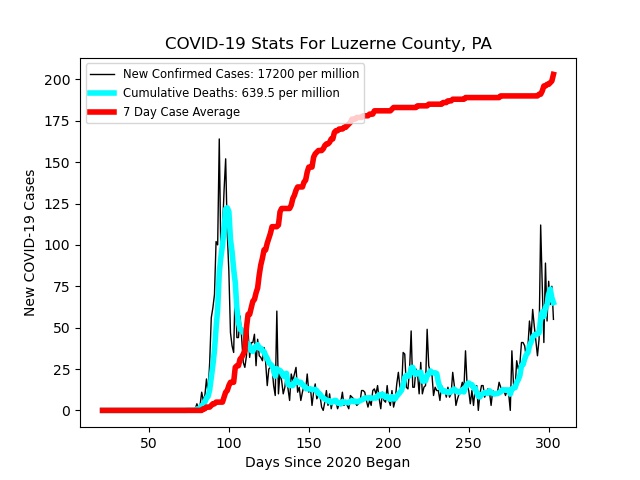 COVID-19 Stats For Luzerne County, PA
New Confirmed Cases: 17200 per million
Cumulative Deaths: 639.5 per million
7 Day Case Average
200
175
150
125
100
75
50
25
0
New COVID-19 Cases
50 100 150 200 250 300
Days Since 2020 Began